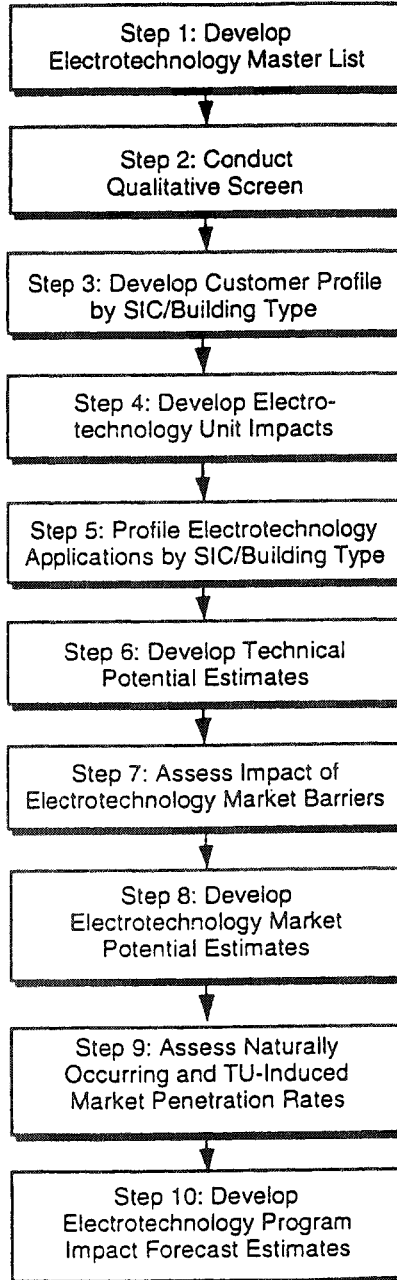 Step 1: Develop
Electrotechnology Master List
Step 2: Conduct
Qualitative Screen
Step 3: Develop Customer Profile
by SIC/Building Type
Step 4: Develop Electro-
technology Unit Impacts
Step 5: Profile Electrotechnology
Applications by SIC/Building Type
Step 6: Develop Technical
Potential Estimates
Step 7: Assess Impact of
Electrotechnology Market Barriers
Step 8: Develop
Electrotechnology Market
Potential Estimates
Step 9: Assess Naturally
Occurring and TU-Induced
Market Penetration Rates
Step 10: Develop
Electrotechnology Program
Impact Forecast Estimates